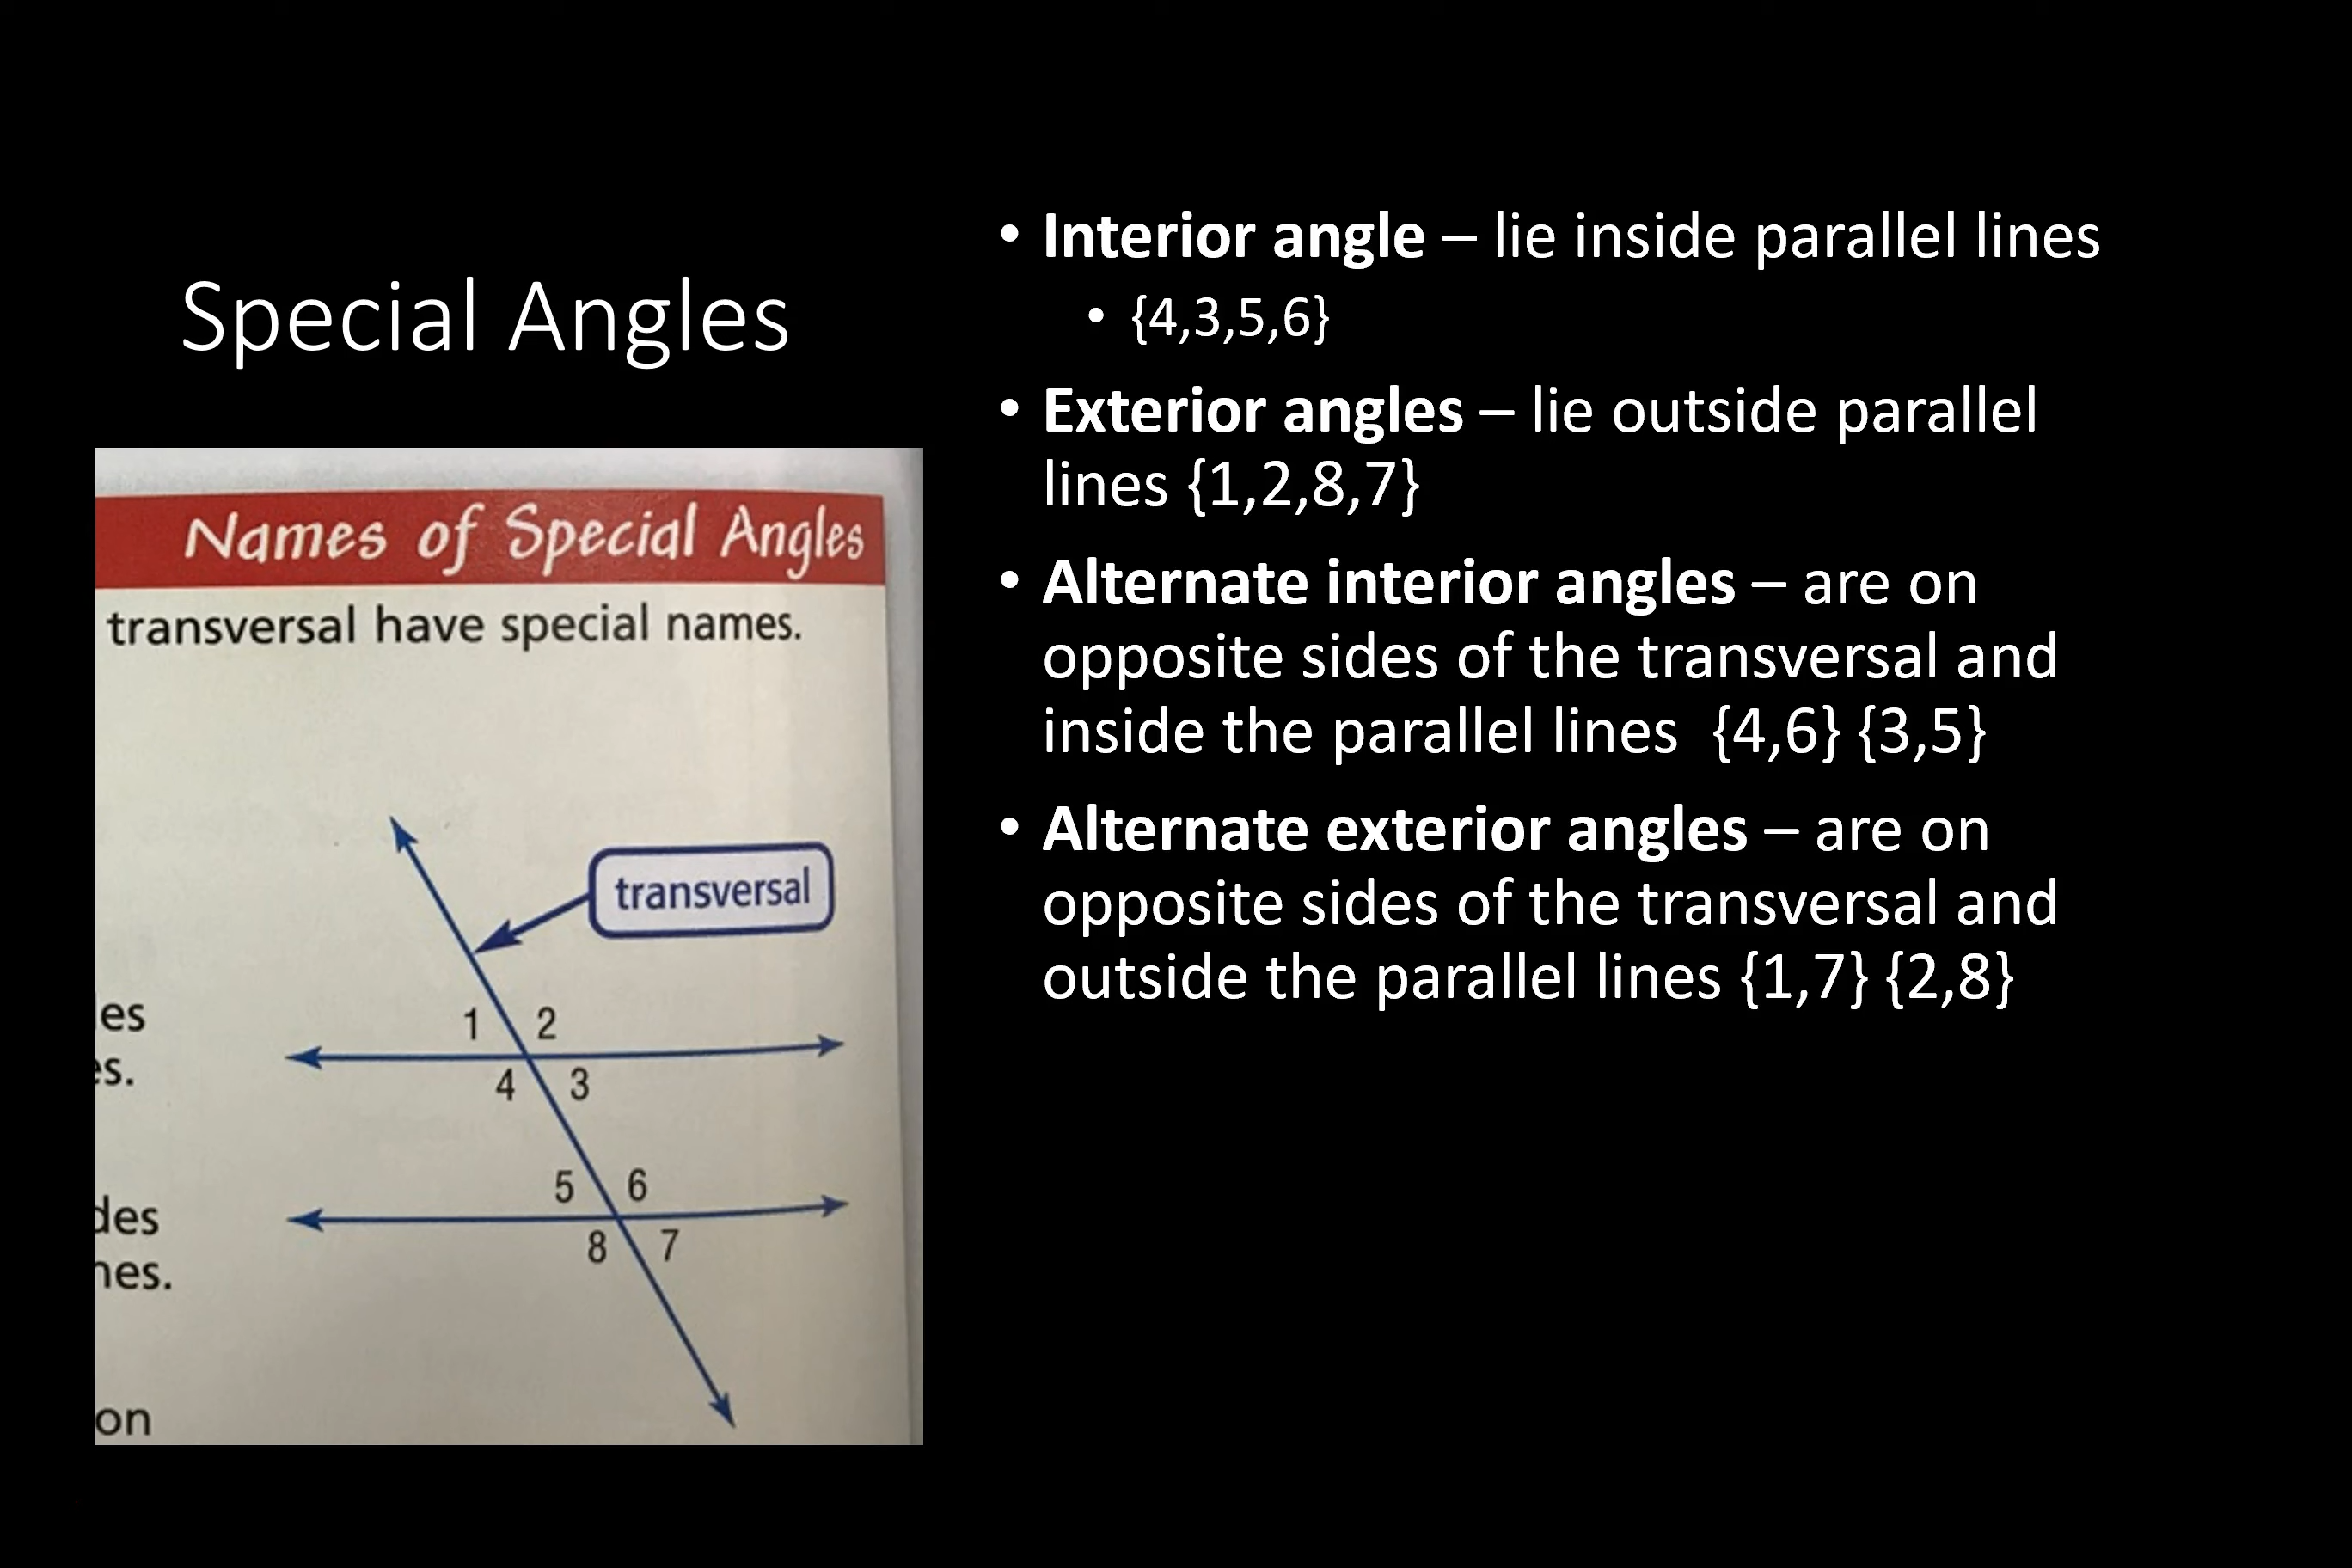 Special Angles
Names of Special Angles
transversal have special names.
transversal
1 2
4 3
5 6
8 7
es
es.
des
nes.
on
• Interior angle – lie inside parallel lines
• {4,3,5,6}
• Exterior angles – lie outside parallel
lines {1,2,8,7}
• Alternate interior angles – are on
opposite sides of the transversal and
inside the parallel lines {4,6} {3,5}
• Alternate exterior angles – are on
opposite sides of the transversal and
outside the parallel lines {1,7} {2,8}